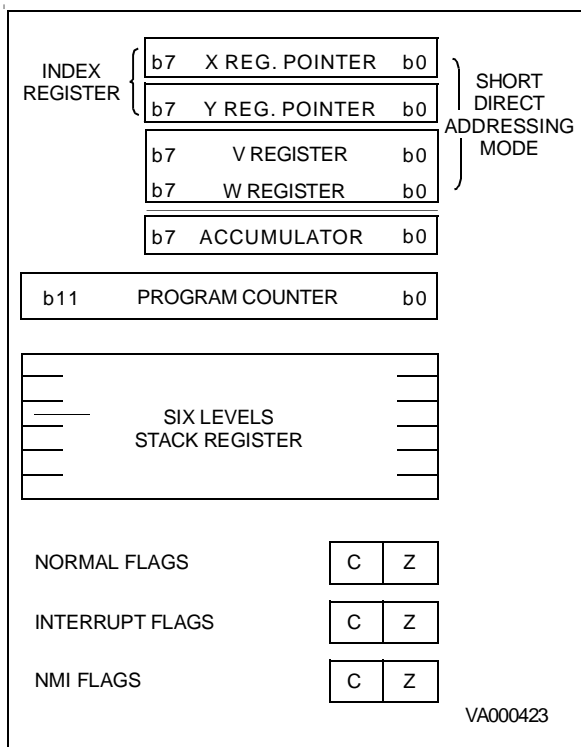 INDEX
REGISTER
b7 X REG. POINTER b0
b7 Y REG. POINTER b0
b7 V REGISTER b0
b7 W REGISTER b0
SHORT
DIRECT
ADDRESSING
MODE
b7 ACCUMULATOR b0
b11 PROGRAM COUNTER b0
SIX LEVELS
STACK REGISTER
NORMAL FLAGS C Z
INTERRUPT FLAGS C Z
NMI FLAGS C Z
VA000423